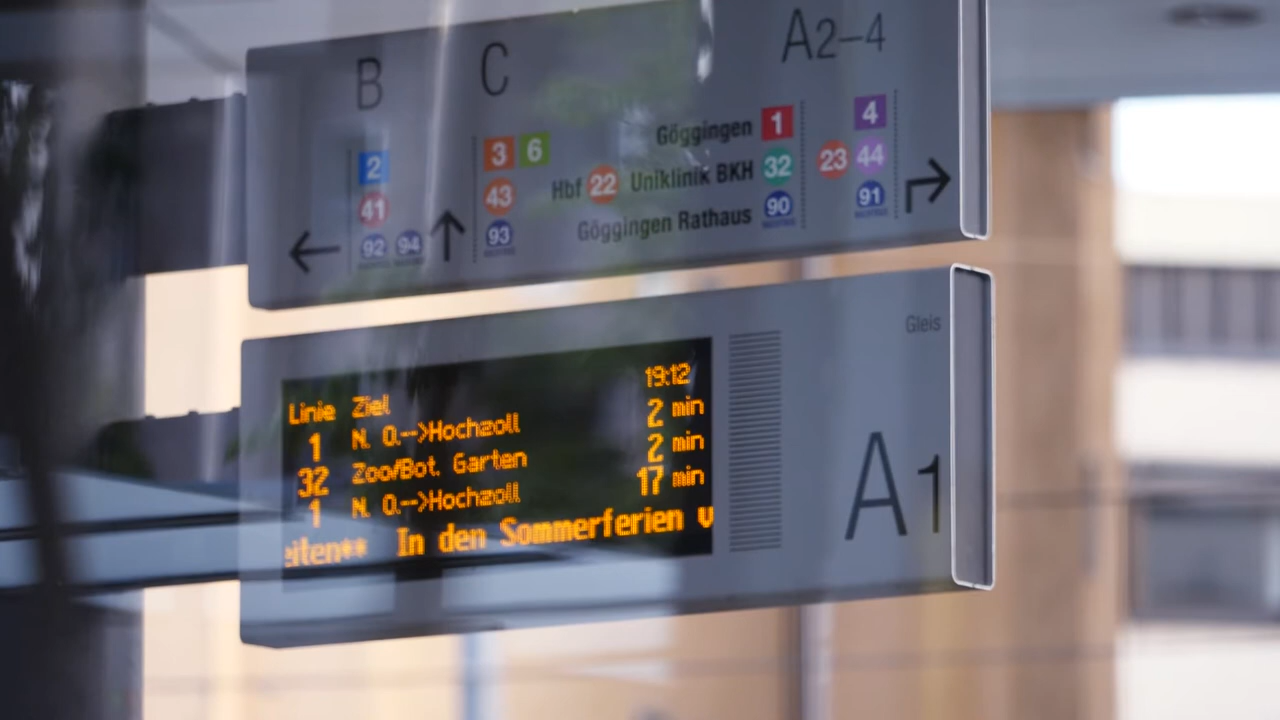 B
C
A2–4
2
41
92 94
3 6
43
93
Göggingen 1
Hbf 22 Uniklinik BKH 32
Göggingen Rathaus 90
4
23 44
91
Gleis
A1
19:12
Linie Ziel
1 N. O.-->Hochzoll 2 min
32 Zoo/Bot. Garten 2 min
1 N. O.-->Hochzoll 17 min
eiten** In den Sommerferien v